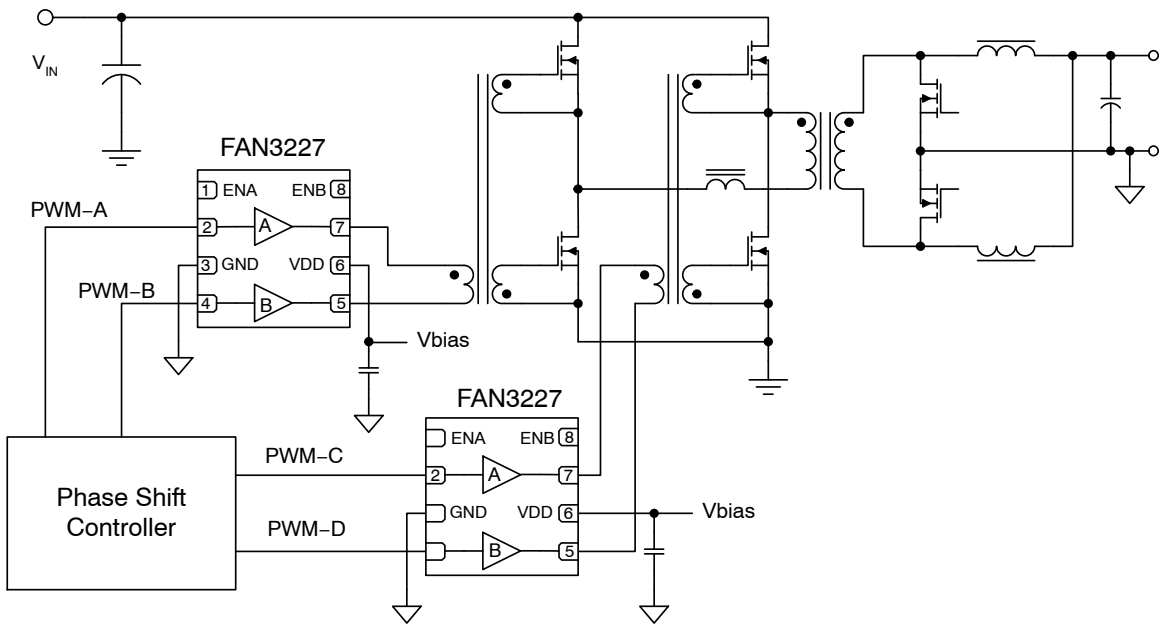 VIN
FAN3227
1 ENA ENB 8
PWM−A
2 A 7
3 GND VDD 6
PWM−B
4 B 5
Vbias
FAN3227
ENA ENB 8
PWM−C
2 A 7
Phase Shift
Controller
GND VDD 6
Vbias
PWM−D
B 5